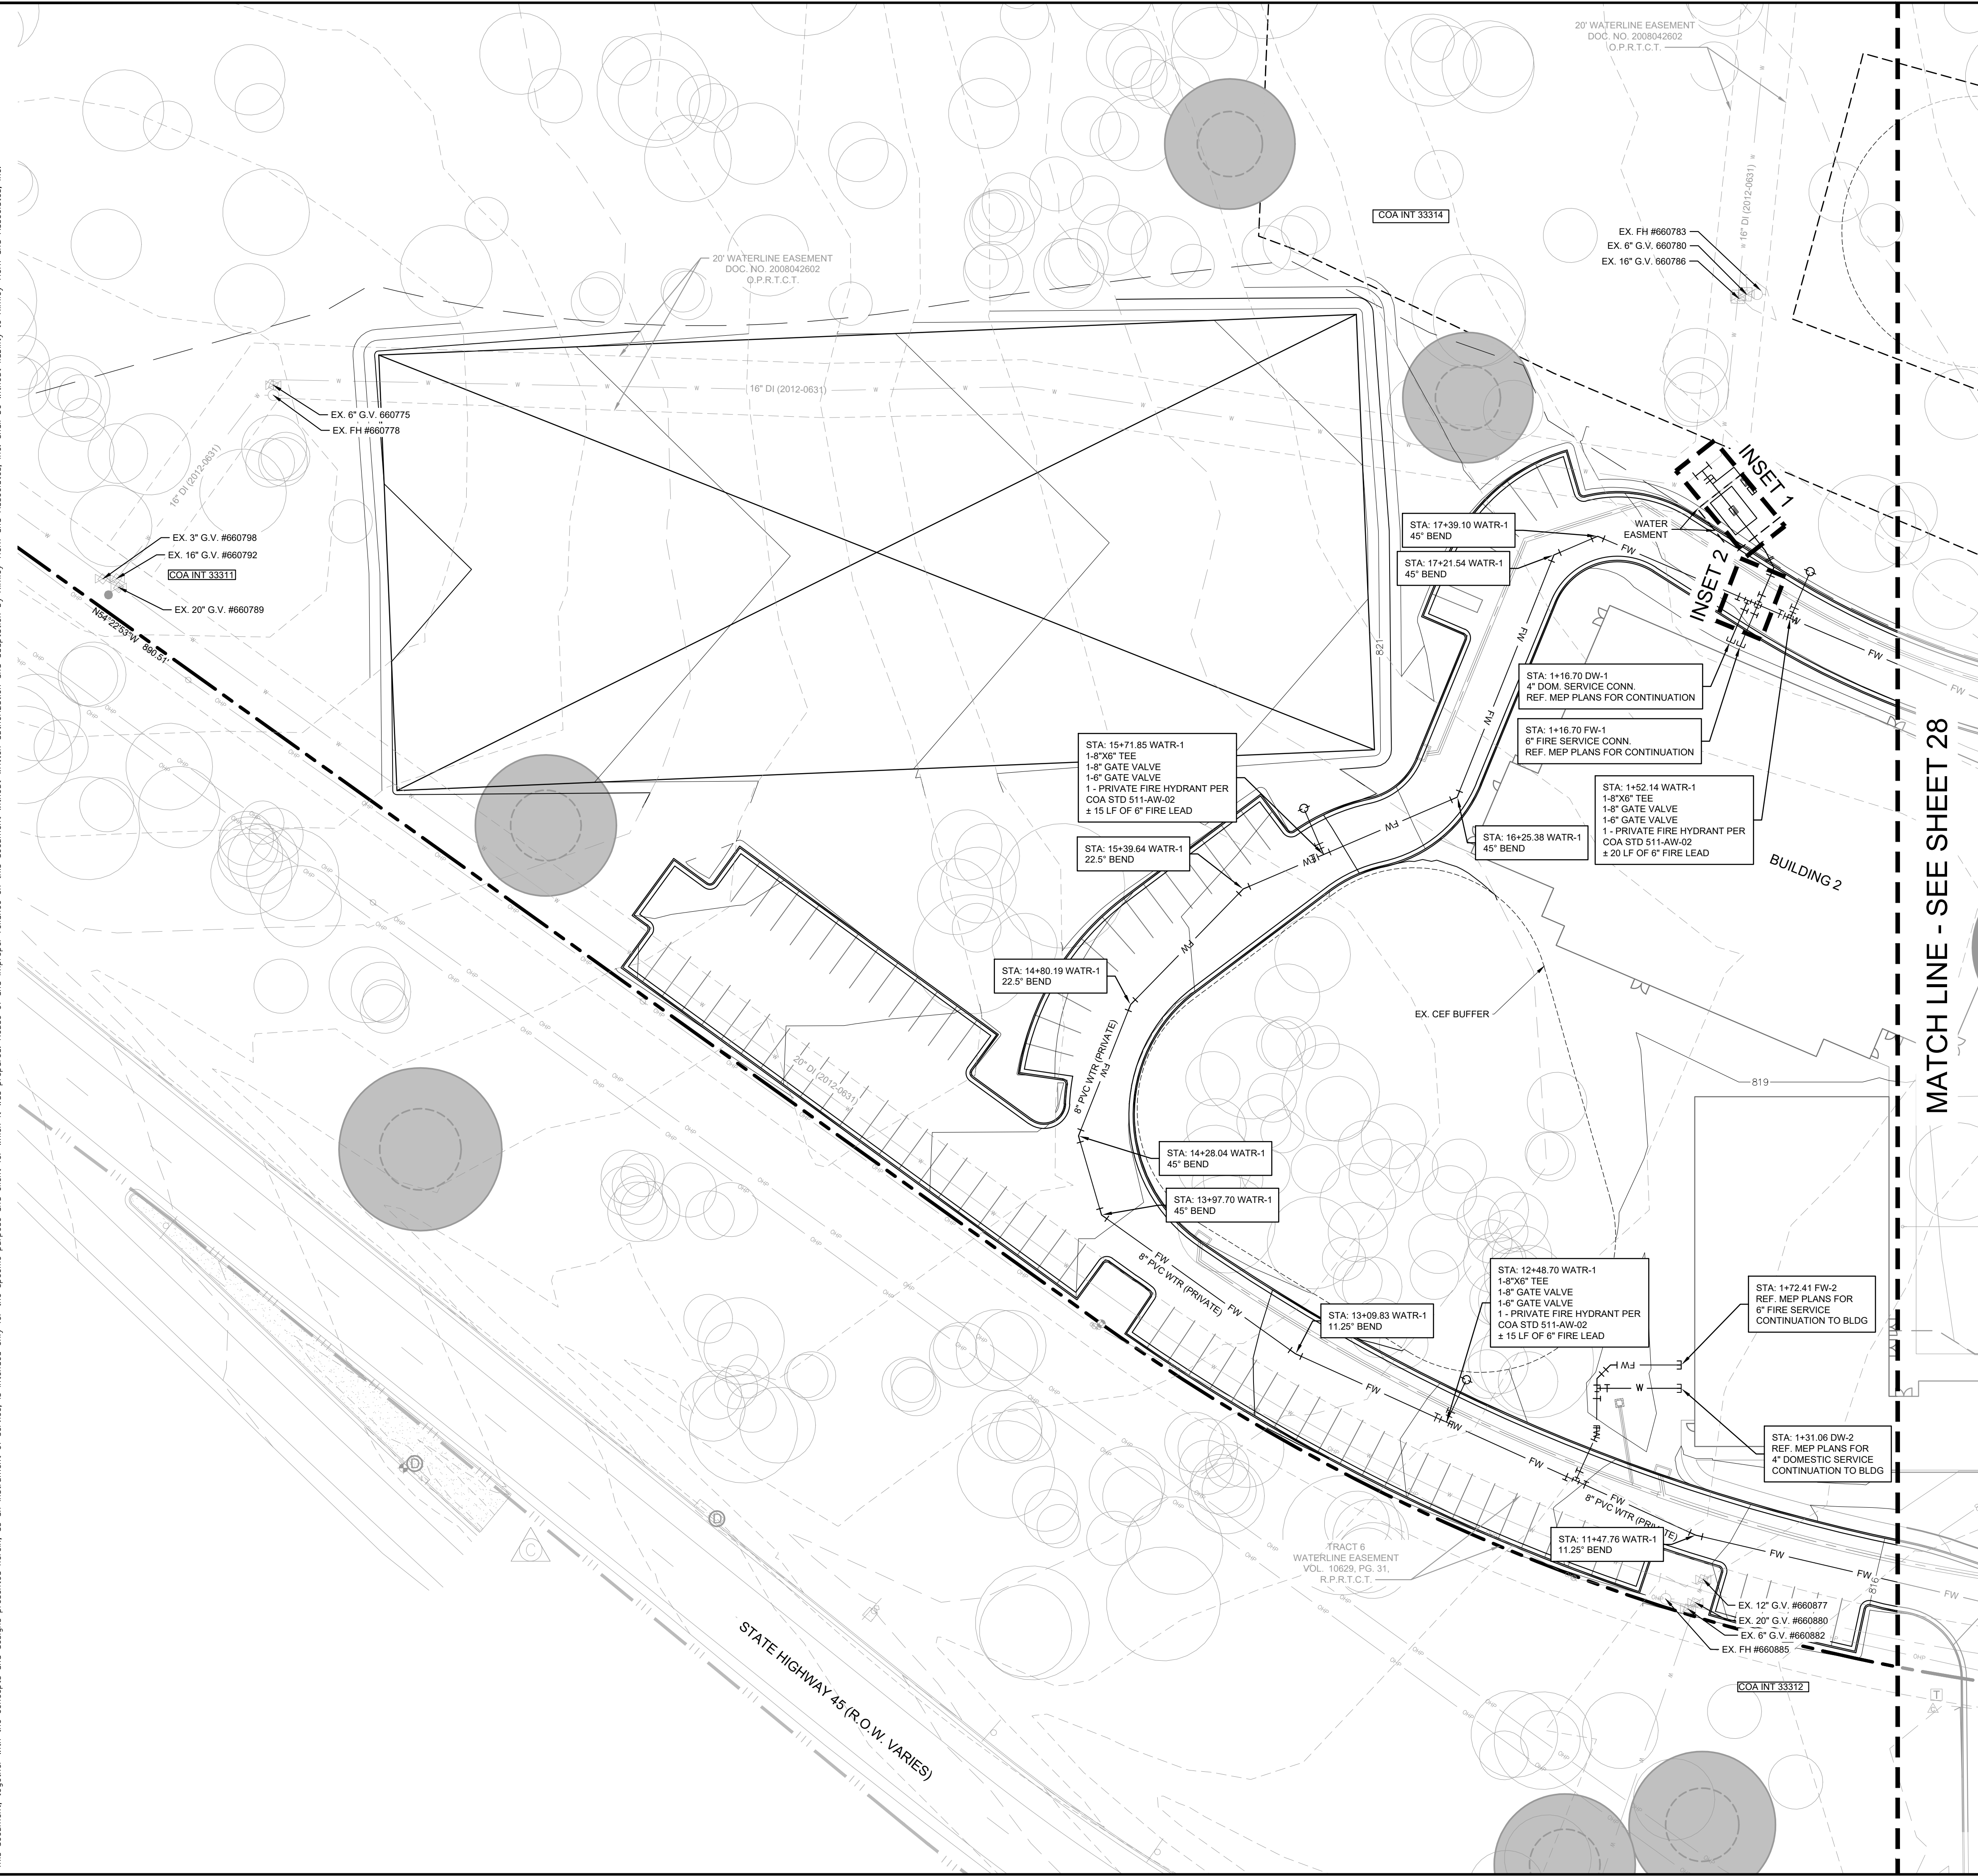 20' WATERLINE EASEMENT
DOC. NO. 2008042602
O.P.R.T.C.T.
COA INT 33314
16" DI (2012-0631)
EX. FH #660783
EX. 6" G.V. 660780
EX. 16" G.V. 660786
20' WATERLINE EASEMENT
DOC. NO. 2008042602
O.P.R.T.C.T.
16" DI (2012-0631)
EX. 6" G.V. 660775
EX. FH #660778
16" DI (2012-0631)
EX. 3" G.V. #660798
EX. 16" G.V. #660792
COA INT 33311
EX. 20" G.V. #660789
N54°22'53"W 890.51'
INSET 1
WATER
EASMENT
INSET 2
STA: 17+39.10 WATR-1
45° BEND
STA: 17+21.54 WATR-1
45° BEND
821
STA: 1+16.70 DW-1
4" DOM. SERVICE CONN.
REF. MEP PLANS FOR CONTINUATION
STA: 1+16.70 FW-1
6" FIRE SERVICE CONN.
REF. MEP PLANS FOR CONTINUATION
STA: 15+71.85 WATR-1
1-8"X6" TEE
1-8" GATE VALVE
1-6" GATE VALVE
1 - PRIVATE FIRE HYDRANT PER
COA STD 511-AW-02
± 15 LF OF 6" FIRE LEAD
STA: 1+52.14 WATR-1
1-8"X6" TEE
1-8" GATE VALVE
1-6" GATE VALVE
1 - PRIVATE FIRE HYDRANT PER
COA STD 511-AW-02
± 20 LF OF 6" FIRE LEAD
STA: 15+39.64 WATR-1
22.5° BEND
STA: 16+25.38 WATR-1
45° BEND
BUILDING 2
MATCH LINE - SEE SHEET 28
STA: 14+80.19 WATR-1
22.5° BEND
EX. CEF BUFFER
8" PVC WTR (PRIVATE)
20" DI (2012-0631)
819
STA: 14+28.04 WATR-1
45° BEND
STA: 13+97.70 WATR-1
45° BEND
8" PVC WTR (PRIVATE)
STA: 12+48.70 WATR-1
1-8"X6" TEE
1-8" GATE VALVE
1-6" GATE VALVE
1 - PRIVATE FIRE HYDRANT PER
COA STD 511-AW-02
± 15 LF OF 6" FIRE LEAD
STA: 13+09.83 WATR-1
11.25° BEND
STA: 1+72.41 FW-2
REF. MEP PLANS FOR
6" FIRE SERVICE
CONTINUATION TO BLDG
STA: 1+31.06 DW-2
REF. MEP PLANS FOR
4" DOMESTIC SERVICE
CONTINUATION TO BLDG
8" PVC WTR
STA: 11+47.76 WATR-1
11.25° BEND
TRACT 6
WATERLINE EASEMENT
VOL. 10629, PG. 31,
R.P.R.T.C.T.
816
EX. 12" G.V. #660877
EX. 20" G.V. #660880
EX. 6" G.V. #660882
EX. FH #660885
COA INT 33312
STATE HIGHWAY 45 (R.O.W. VARIES)
D
D
C
T